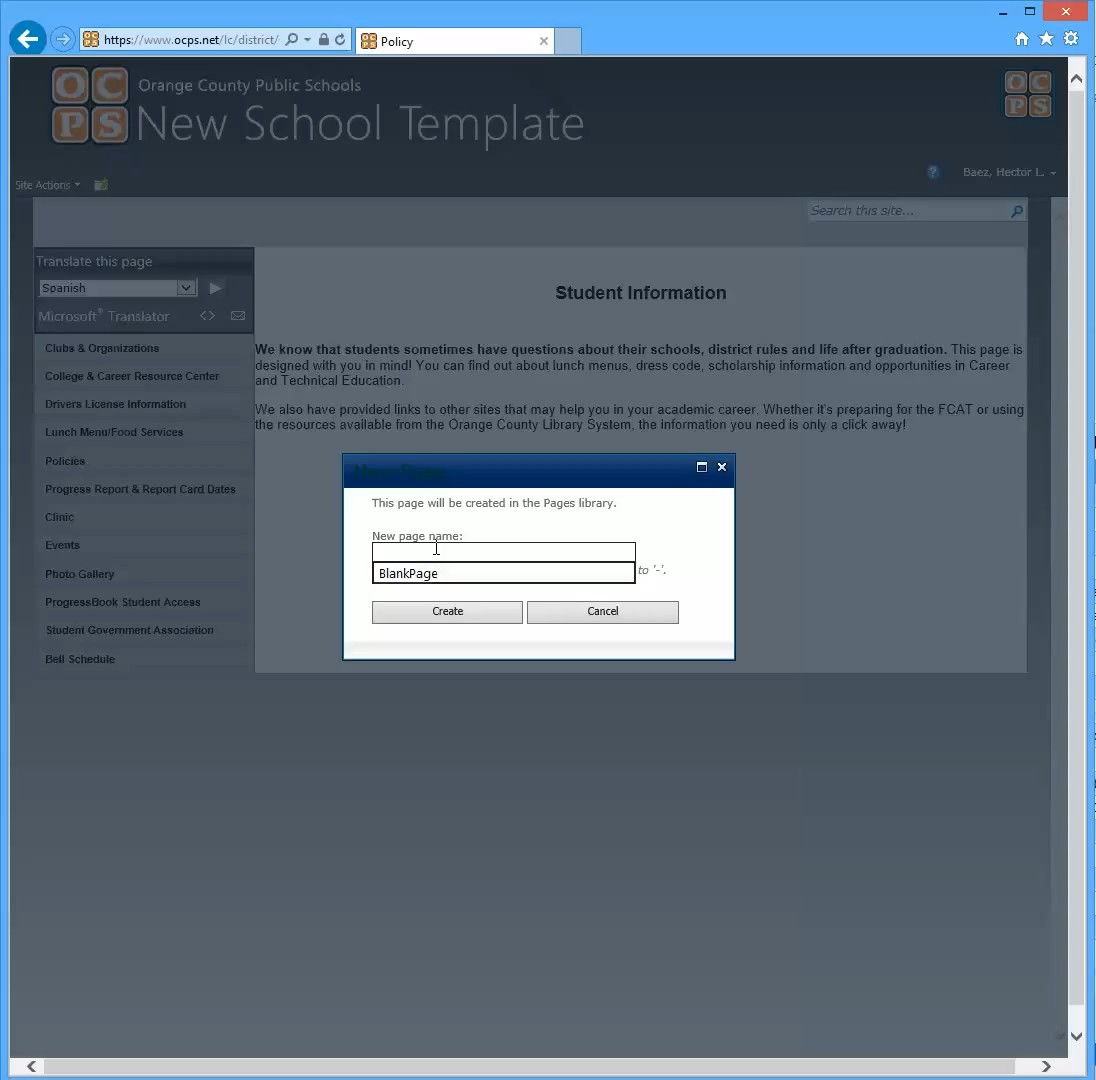 https://www.ocps.net/lc/district/
Policy
OC
PS
Orange County Public Schools
New School Template
OC
PS
Site Actions
Baez, Hector L.
Search this site...
Translate this page
Spanish
Microsoft® Translator
Clubs & Organizations
College & Career Resource Center
Drivers License Information
Lunch Menu/Food Services
Policies
Progress Report & Report Card Dates
Clinic
Events
Photo Gallery
ProgressBook Student Access
Student Government Association
Bell Schedule
Student Information
We know that students sometimes have questions about their schools, district rules and life after graduation. This page is
designed with you in mind! You can find out about lunch menus, dress code, scholarship information and opportunities in Career
and Technical Education.
We also have provided links to other sites that may help you in your academic career. Whether it's preparing for the FCAT or using
the resources available from the Orange County Library System, the information you need is only a click away!
New Page
This page will be created in the Pages library.
New page name:
BlankPage
to '-'.
Create
Cancel